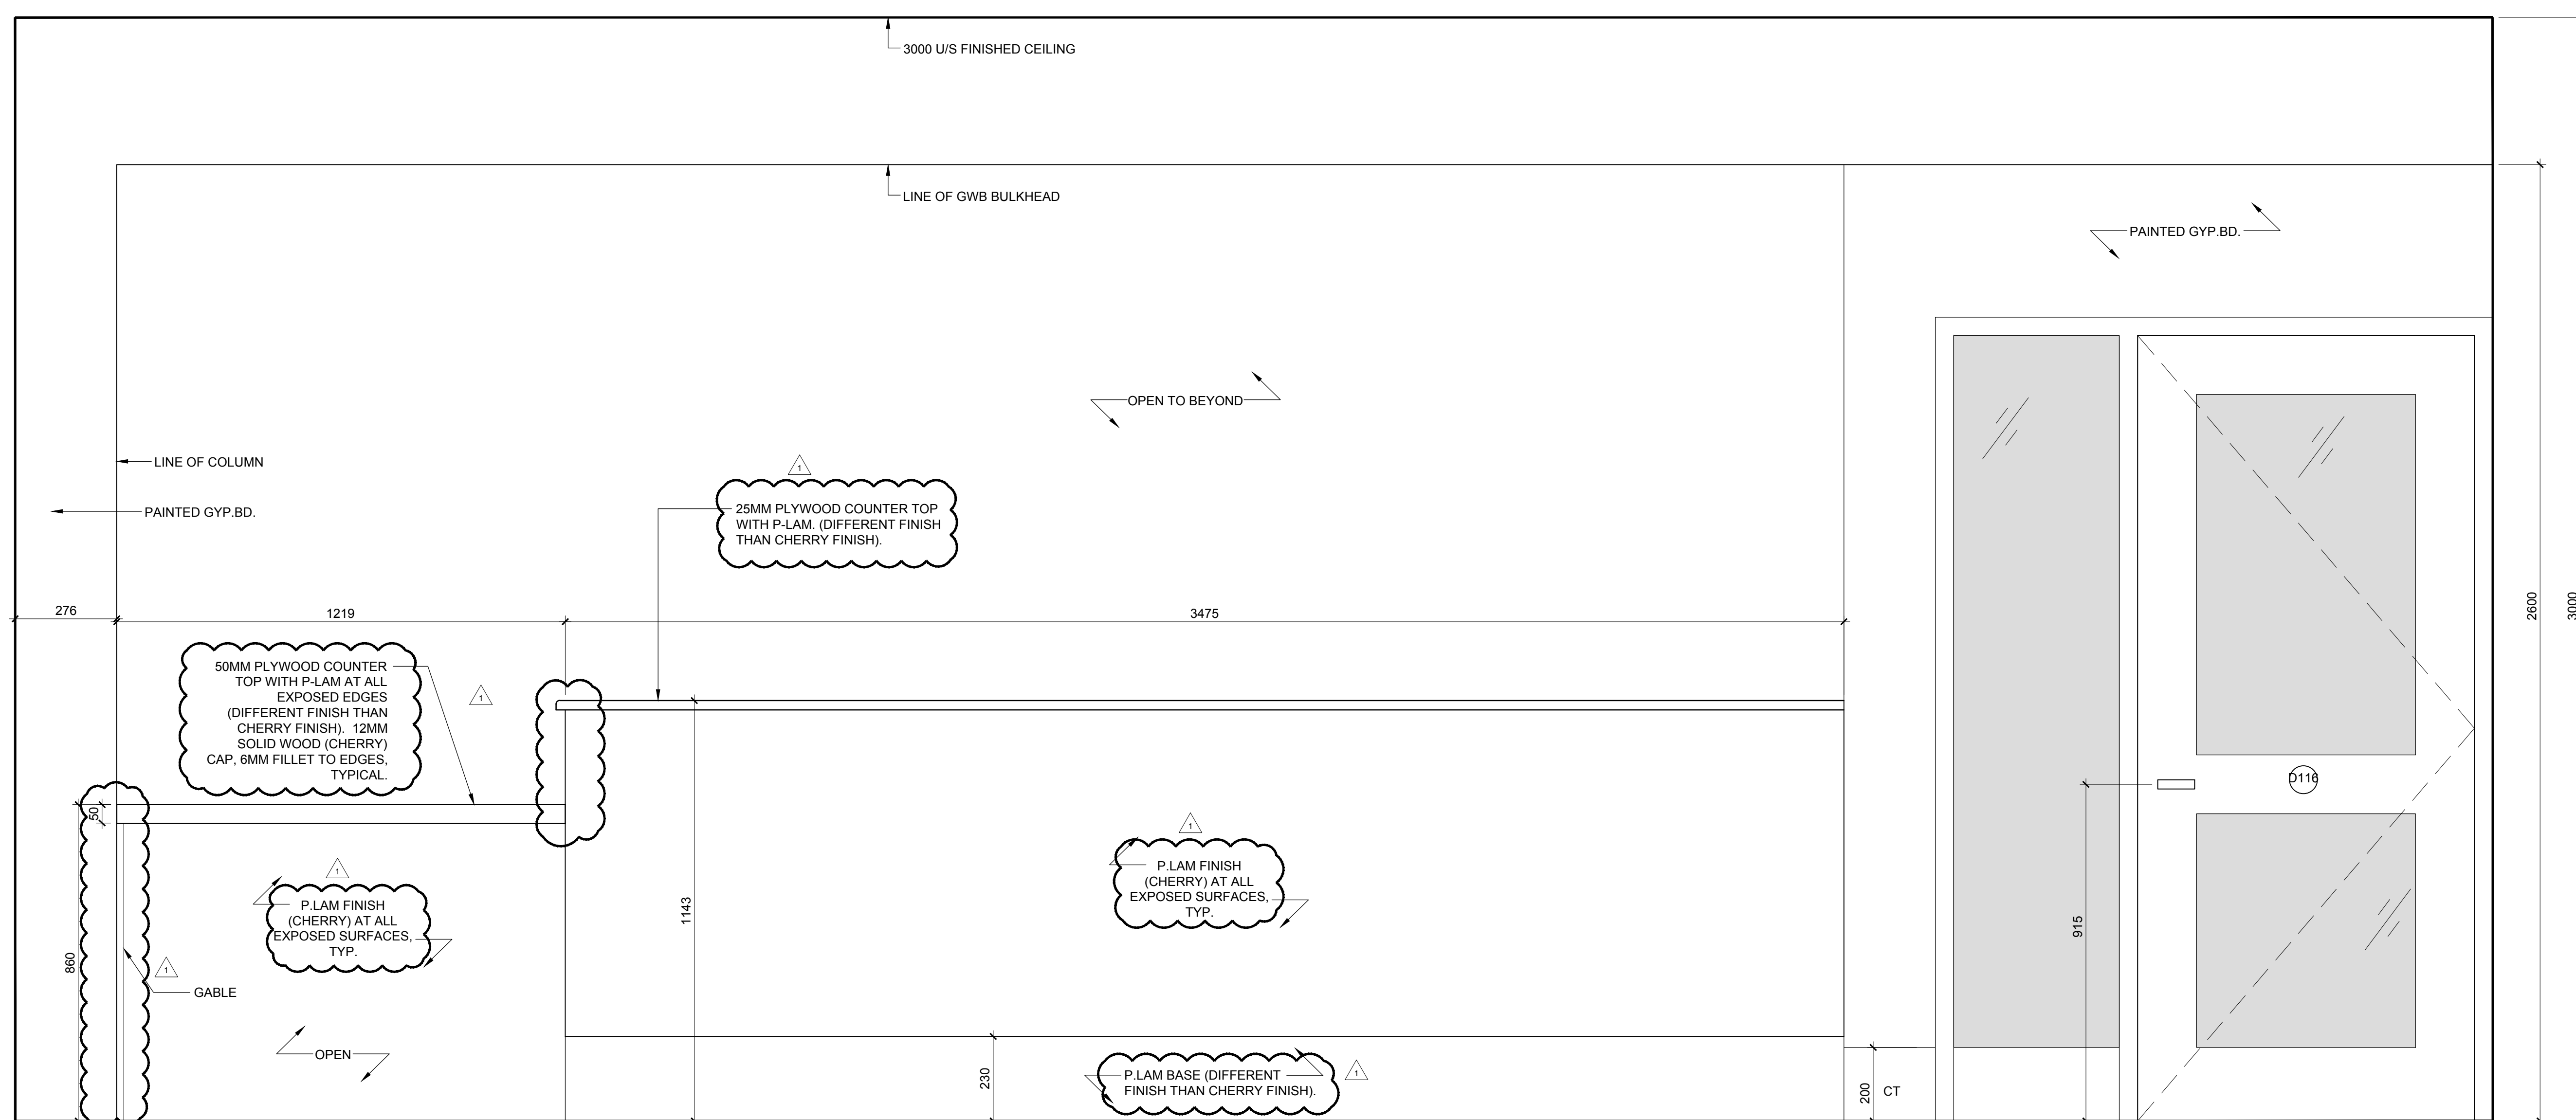 3000 U/S FINISHED CEILING
LINE OF GWB BULKHEAD
PAINTED GYP.BD.
OPEN TO BEYOND
LINE OF COLUMN
PAINTED GYP.BD.
1
25MM PLYWOOD COUNTER TOP
WITH P-LAM. (DIFFERENT FINISH
THAN CHERRY FINISH).
276
1219
3475
2600
3000
50MM PLYWOOD COUNTER
TOP WITH P-LAM AT ALL
EXPOSED EDGES
(DIFFERENT FINISH THAN
CHERRY FINISH). 12MM
SOLID WOOD (CHERRY)
CAP, 6MM FILLET TO EDGES,
TYPICAL.
1
50
D116
1
P.LAM FINISH
(CHERRY) AT ALL
EXPOSED SURFACES,
TYP.
1
P.LAM FINISH
(CHERRY) AT ALL
EXPOSED SURFACES,
TYP.
1143
915
860
1
GABLE
OPEN
230
P.LAM BASE (DIFFERENT
FINISH THAN CHERRY FINISH).
1
200
CT